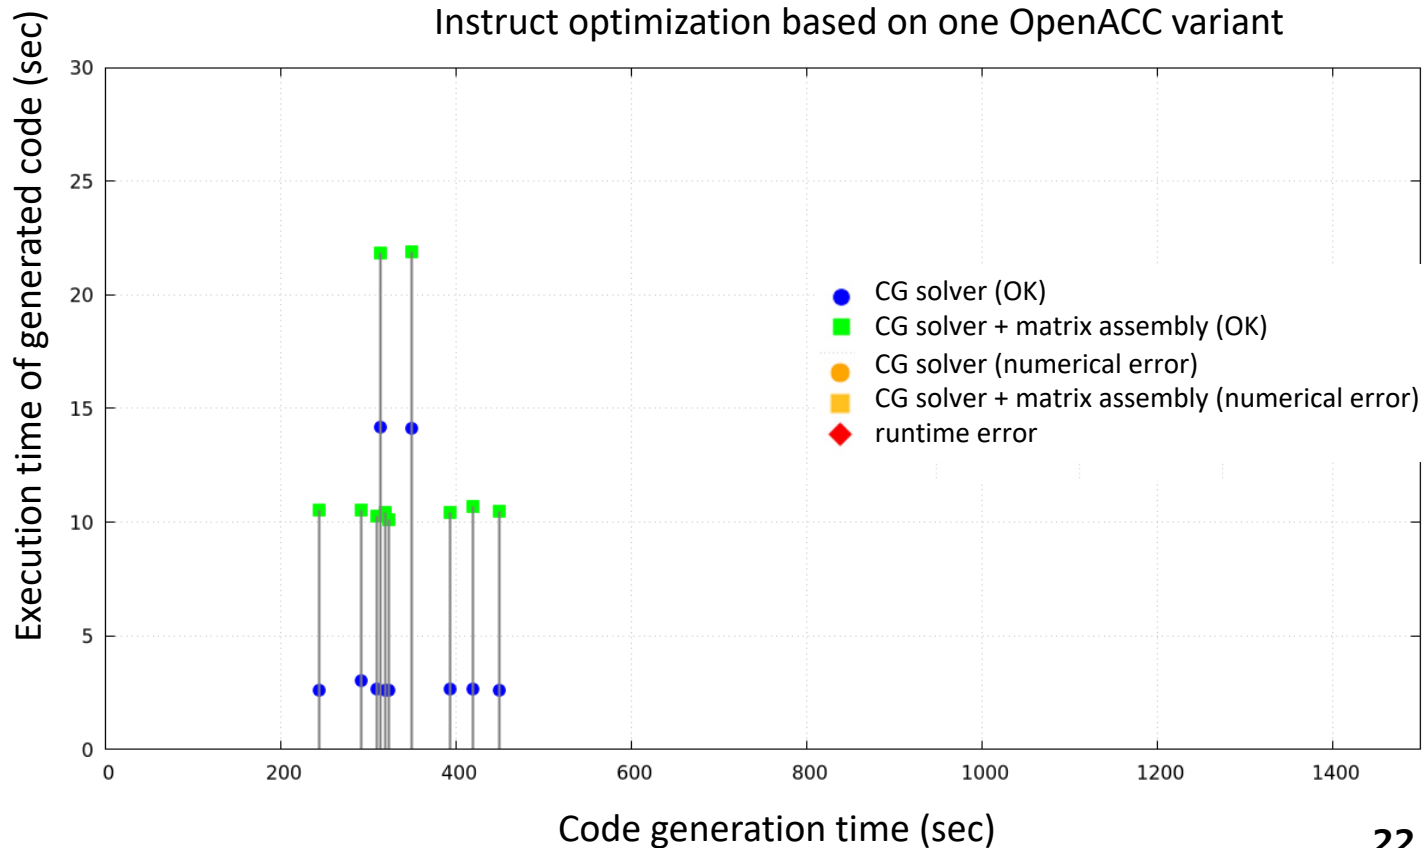 Instruct optimization based on one OpenACC variant
Execution time of generated code (sec)
30
25
20
15
10
5
0
CG solver (OK)
CG solver + matrix assembly (OK)
CG solver (numerical error)
CG solver + matrix assembly (numerical error)
runtime error
0 200 400 600 800 1000 1200 1400
Code generation time (sec)
22